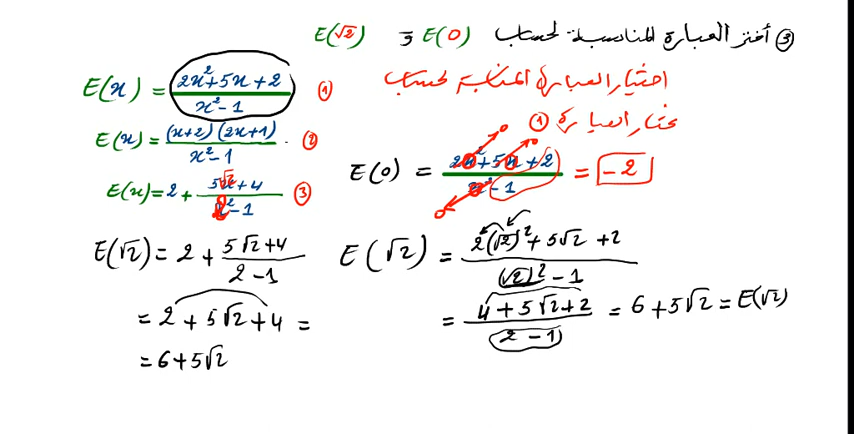 ③ أختر العبارة المناسبة لحساب E(0) و E(√2)
E(x) = (2x²+5x+2)/(x²-1) ①
اختيار العبارة المناسبة لحساب
E(x) = (x+2)(2x+1)/(x²-1) ②
نختار العبارة ①
E(x) = 2 + (5√2+4)/(2-1) ③
E(0) = (2x²+5x+2)/(x²-1) = -2
E(√2) = 2 + (5√2+4)/(2-1)
= 2 + 5√2 + 4 =
= 6 + 5√2
E(√2) = (2(√2)²+5√2+2)/((√2)²-1)
= (4+5√2+2)/(2-1) = 6+5√2 = E(√2)